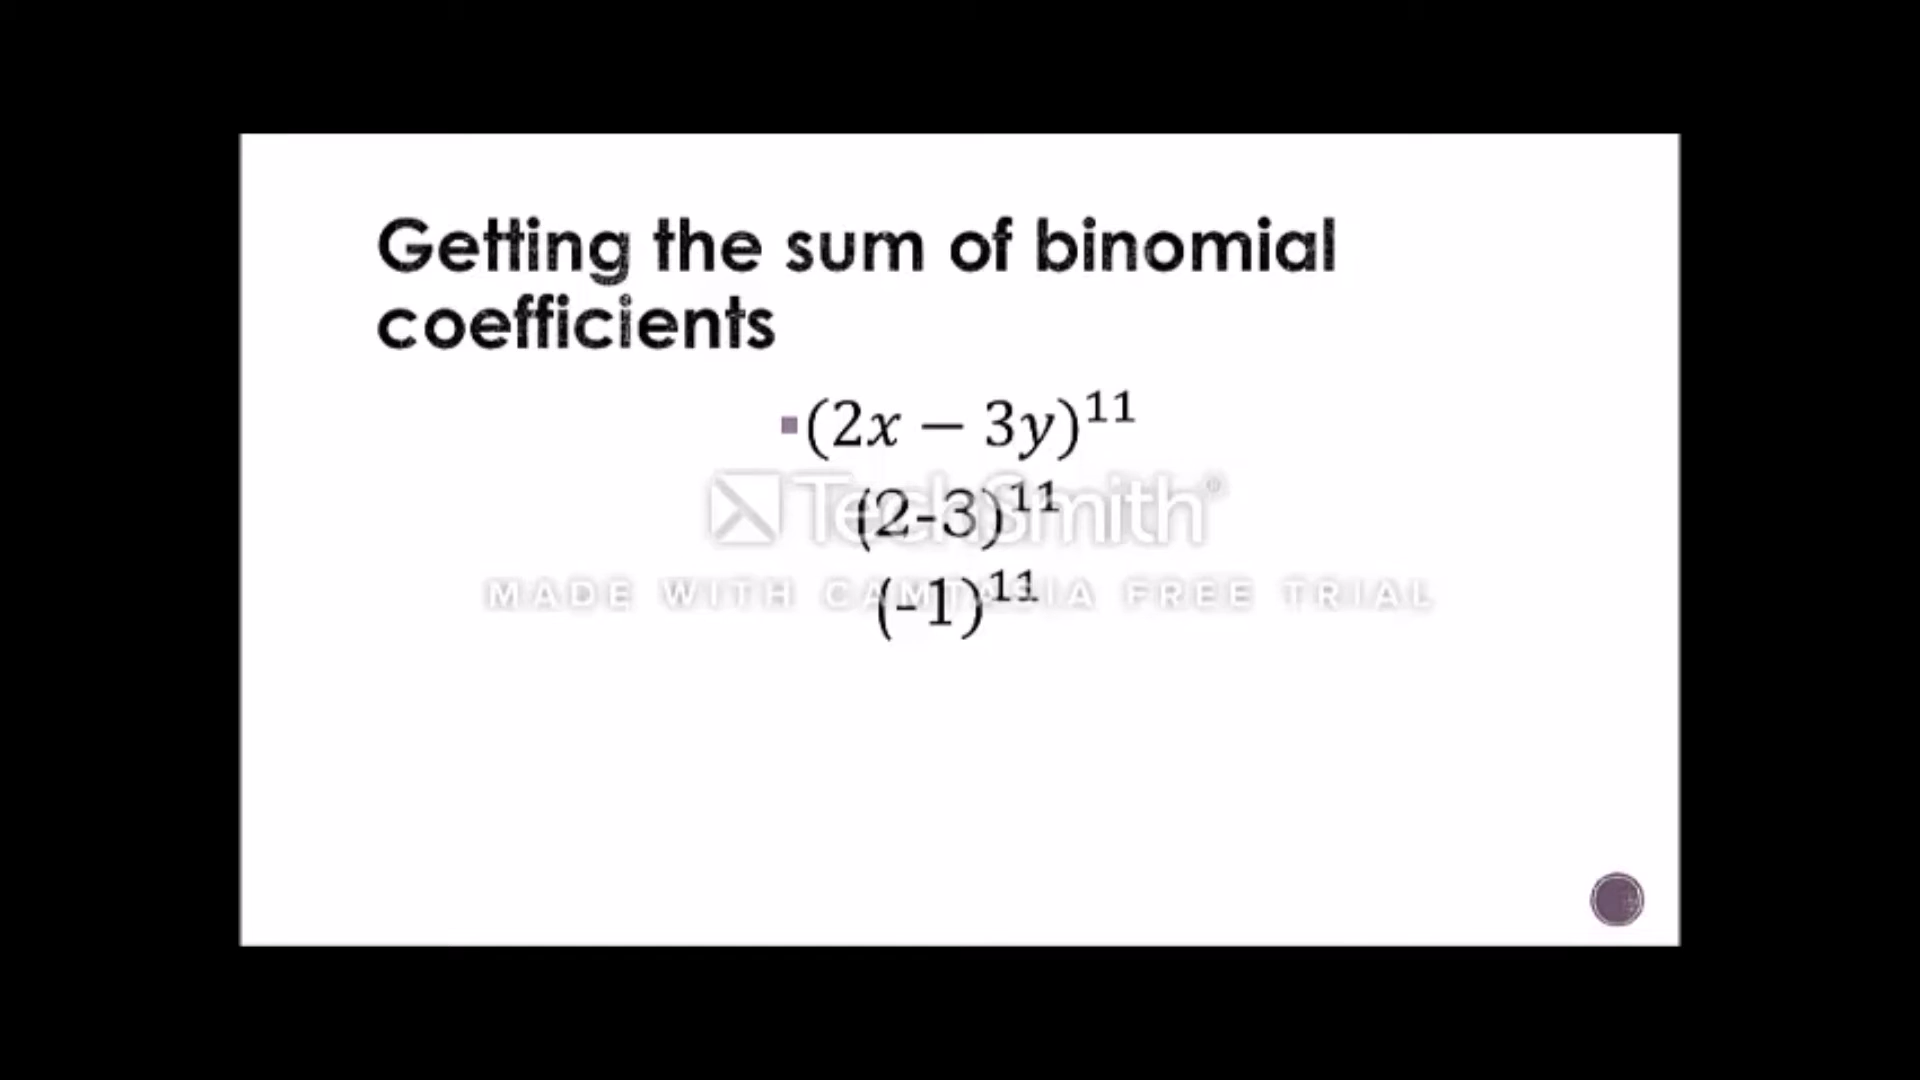 Getting the sum of binomial
coefficients
▪(2x − 3y)¹¹
TechSmith®
(2-3)¹¹
MADE WITH CAMTASIA FREE TRIAL
(-1)¹¹